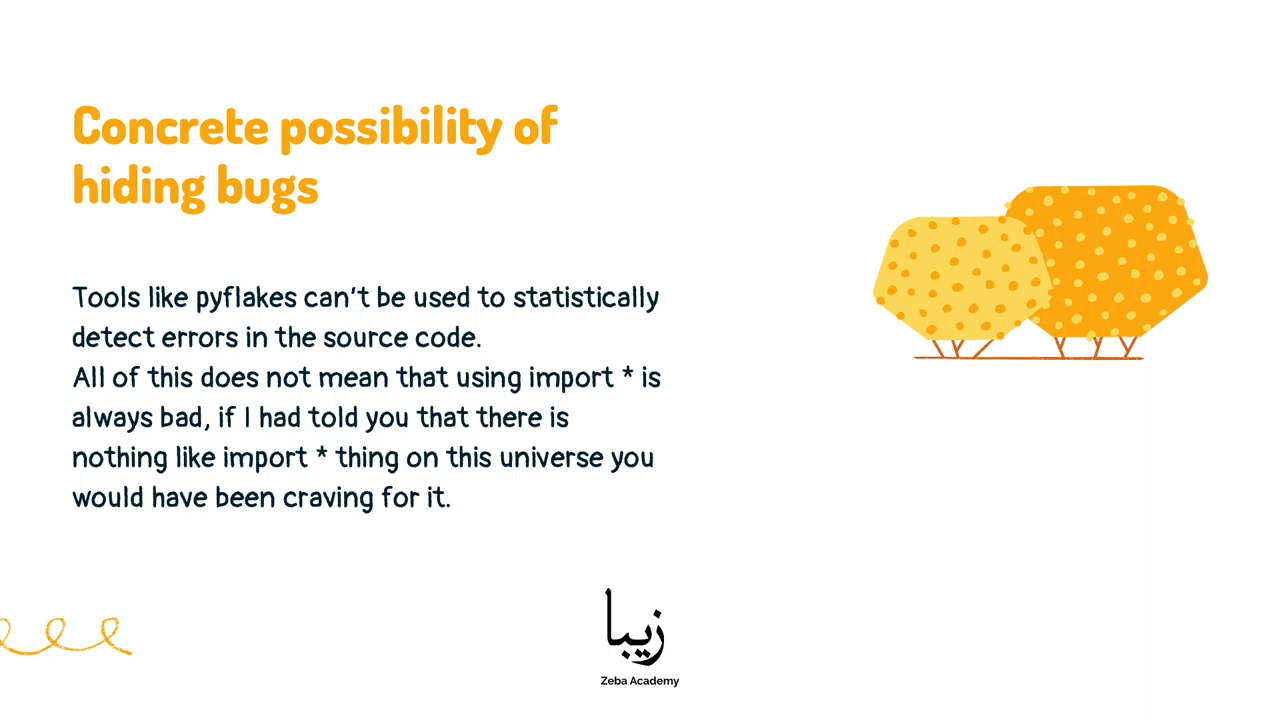 Concrete possibility of
hiding bugs
Tools like pyflakes can't be used to statistically
detect errors in the source code.
All of this does not mean that using import * is
always bad, if I had told you that there is
nothing like import * thing on this universe you
would have been craving for it.
زيبا
Zeba Academy